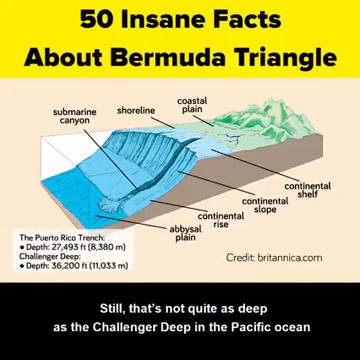 50 Insane Facts
About Bermuda Triangle
submarine
canyon
shoreline
coastal
plain
continental
shelf
continental
slope
continental
rise
abyssal
plain
The Puerto Rico Trench:
• Depth: 27,493 ft (8,380 m)
Challenger Deep:
• Depth: 36,200 ft (11,033 m)
Credit: britannica.com
Still, that's not quite as deep
as the Challenger Deep in the Pacific ocean